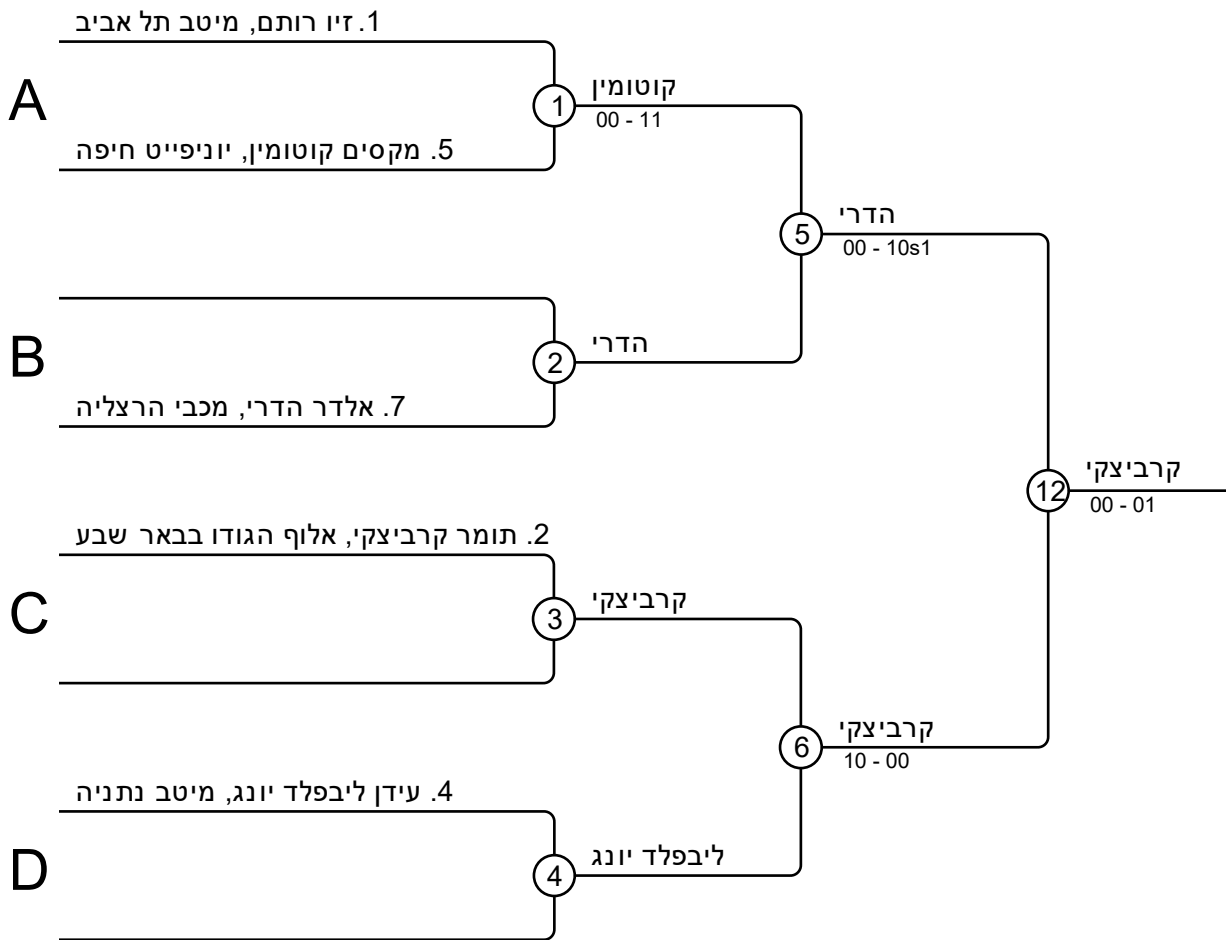 1. זיו רותם, מיטב תל אביב
A
1
קוטומין
00 - 11
5. מקסים קוטומין, יוניפייט חיפה
5
הדרי
00 - 10s1
B
2
הדרי
7. אלדר הדרי, מכבי הרצליה
12
קרביצקי
00 - 01
2. תומר קרביצקי, אלוף הגודו בבאר שבע
C
3
קרביצקי
6
קרביצקי
10 - 00
4. עידן ליבפלד יונג, מיטב נתניה
D
4
ליבפלד יונג